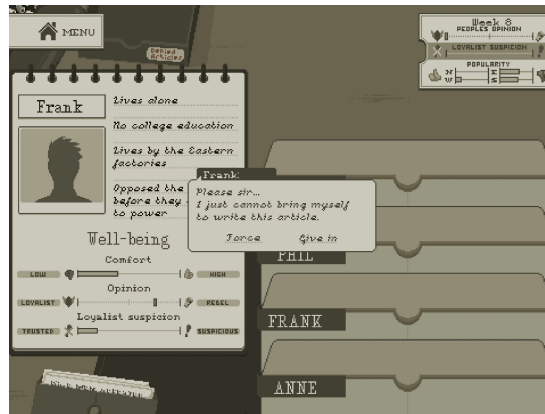 MENU
Denied
Articles
Week 8
PEOPLES OPINION
LOYALIST SUSPICION
POPULARITY
N
W
E
S
Frank
Lives alone
No college education
Lives by the Eastern
factories
Opposed the
before they
to power
Frank
Please sir...
I just cannot bring myself
to write this article.
Force
Give in
Well-being
Comfort
LOW
HIGH
Opinion
LOYALIST
REBEL
Loyalist suspicion
TRUSTED
SUSPICIOUS
PHIL
FRANK
ANNE